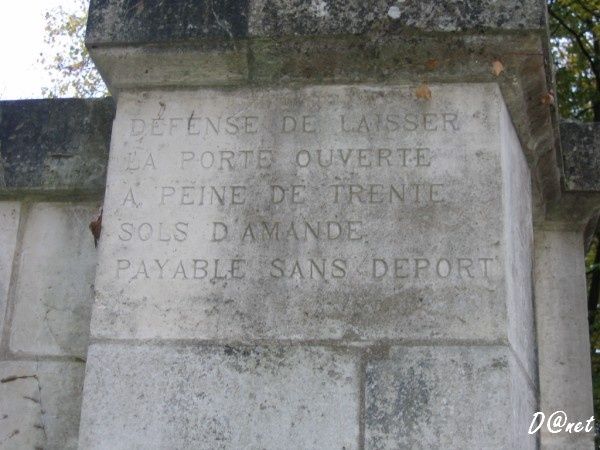 DÉFENSE DE LAISSER
LA PORTE OUVERTE
A PEINE DE TRENTE
SOLS D'AMANDE
PAYABLE SANS DEPORT
D@net